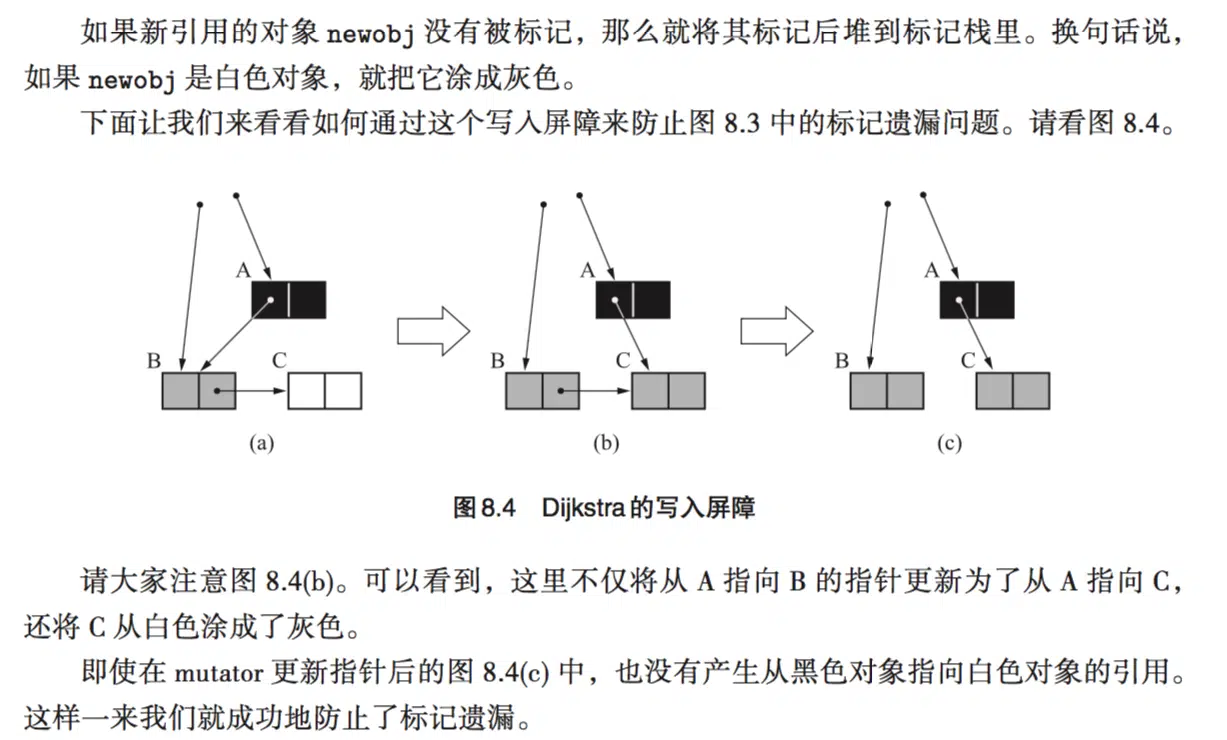 如果新引用的对象 newobj 没有被标记，那么就将其标记后堆到标记栈里。换句话说，
如果 newobj 是白色对象，就把它涂成灰色。
下面让我们来看看如何通过这个写入屏障来防止图 8.3 中的标记遗漏问题。请看图 8.4。
A
B
C
(a)
A
B
C
(b)
A
B
C
(c)
图 8.4 Dijkstra 的写入屏障
请大家注意图 8.4(b)。可以看到，这里不仅将从 A 指向 B 的指针更新为了从 A 指向 C，
还将 C 从白色涂成了灰色。
即使在 mutator 更新指针后的图 8.4(c) 中，也没有产生从黑色对象指向白色对象的引用。
这样一来我们就成功地防止了标记遗漏。